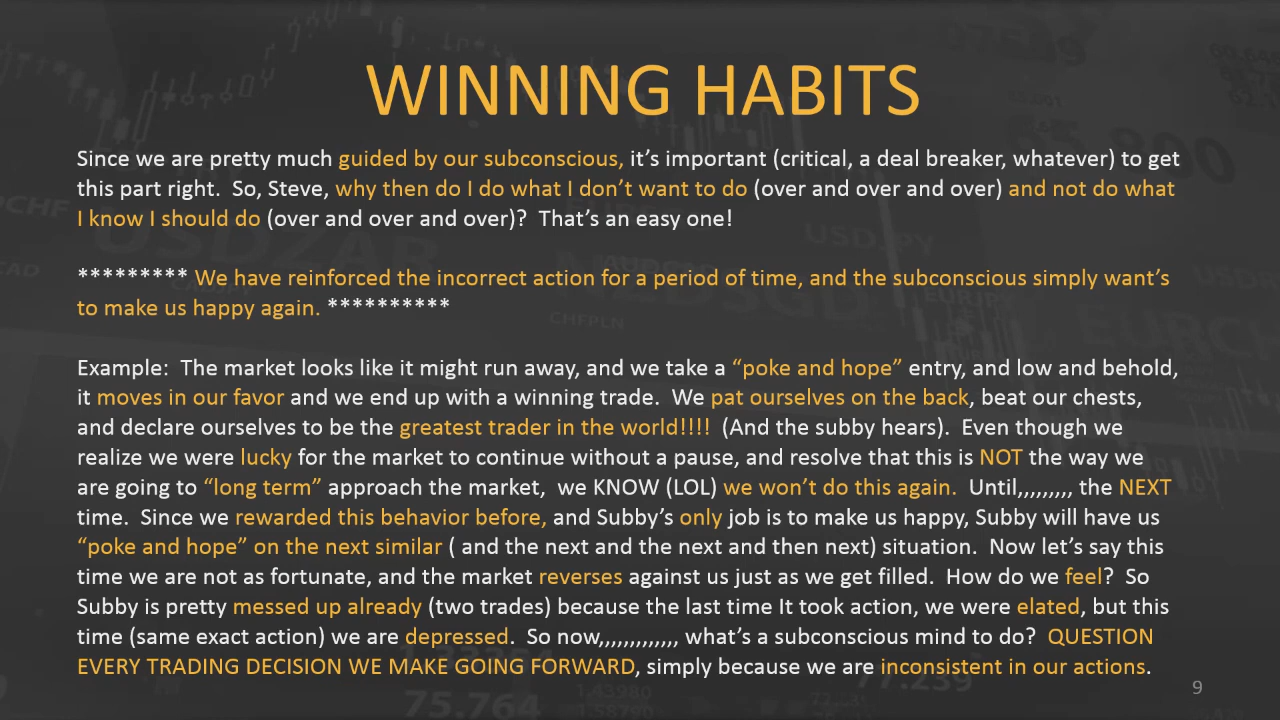 WINNING HABITS
Since we are pretty much guided by our subconscious, it’s important (critical, a deal breaker, whatever) to get
this part right.  So, Steve, why then do I do what I don’t want to do (over and over and over) and not do what
I know I should do (over and over and over)?  That’s an easy one!
********* We have reinforced the incorrect action for a period of time, and the subconscious simply want’s
to make us happy again. **********
Example:  The market looks like it might run away, and we take a “poke and hope” entry, and low and behold,
it moves in our favor and we end up with a winning trade.  We pat ourselves on the back, beat our chests,
and declare ourselves to be the greatest trader in the world!!!!  (And the subby hears).  Even though we
realize we were lucky for the market to continue without a pause, and resolve that this is NOT the way we
are going to “long term” approach the market,  we KNOW (LOL) we won’t do this again.  Until,,,,,,,,, the NEXT
time.  Since we rewarded this behavior before, and Subby’s only job is to make us happy, Subby will have us
“poke and hope” on the next similar ( and the next and the next and then next) situation.  Now let’s say this
time we are not as fortunate, and the market reverses against us just as we get filled.  How do we feel?  So
Subby is pretty messed up already (two trades) because the last time It took action, we were elated, but this
time (same exact action) we are depressed.  So now,,,,,,,,,,,,, what’s a subconscious mind to do?  QUESTION
EVERY TRADING DECISION WE MAKE GOING FORWARD, simply because we are inconsistent in our actions.
9
USDZAR
USDJPY
CHFPLN
EURJPY
EURCH
75.764
77.239
1.43980
1.58790